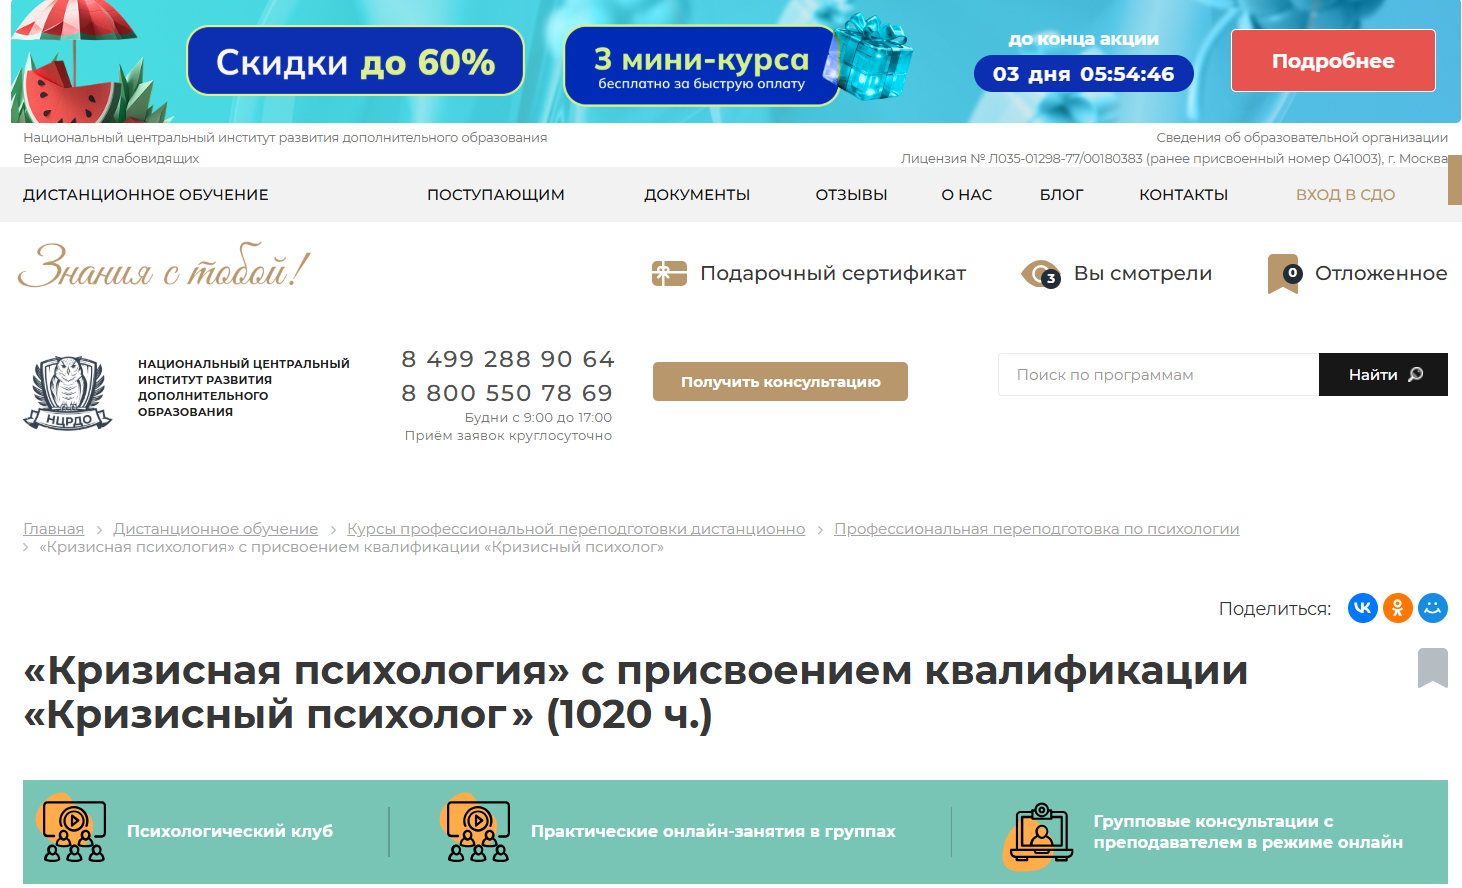 Скидки до 60%
3 мини-курса
бесплатно за быструю оплату
до конца акции
03 дня 05:54:46
Подробнее
Национальный центральный институт развития дополнительного образования
Версия для слабовидящих
Сведения об образовательной организации
Лицензия № Л035-01298-77/00180383 (ранее присвоенный номер 041003), г. Москва
ДИСТАНЦИОННОЕ ОБУЧЕНИЕ ПОСТУПАЮЩИМ ДОКУМЕНТЫ ОТЗЫВЫ О НАС БЛОГ КОНТАКТЫ ВХОД В СДО
Знания с тобой!
Подарочный сертификат
3 Вы смотрели
0 Отложенное
НЦРДО
НАЦИОНАЛЬНЫЙ ЦЕНТРАЛЬНЫЙ
ИНСТИТУТ РАЗВИТИЯ
ДОПОЛНИТЕЛЬНОГО
ОБРАЗОВАНИЯ
8 499 288 90 64
8 800 550 78 69
Будни с 9:00 до 17:00
Приём заявок круглосуточно
Получить консультацию
Поиск по программам
Найти
Главная > Дистанционное обучение > Курсы профессиональной переподготовки дистанционно > Профессиональная переподготовка по психологии
> «Кризисная психология» с присвоением квалификации «Кризисный психолог»
Поделиться:
«Кризисная психология» с присвоением квалификации
«Кризисный психолог» (1020 ч.)
Психологический клуб
Практические онлайн-занятия в группах
Групповые консультации с
преподавателем в режиме онлайн